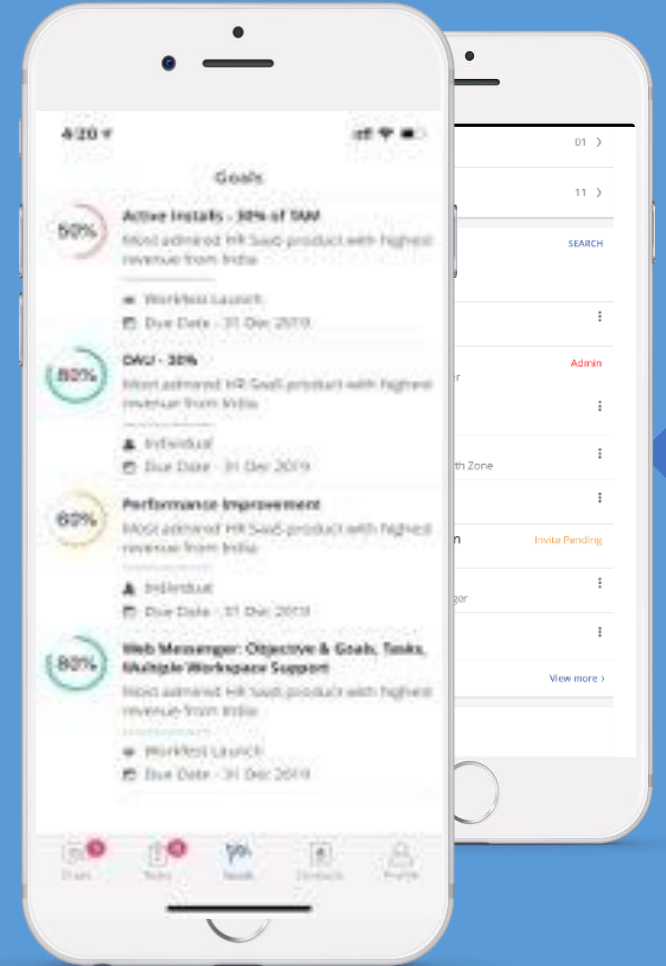 4:20
Goals
50%
Active Installs - 30% of TAM
Most admired HR SaaS product with highest
revenue from India
Workfest Launch
Due Date - 31 Dec 2019
80%
DAU - 30%
Most admired HR SaaS product with highest
revenue from India
Individual
Due Date - 31 Dec 2019
60%
Performance Improvement
Most admired HR SaaS product with highest
revenue from India
Individual
Due Date - 31 Dec 2019
80%
Web Messenger: Objective & Goals, Tasks,
Multiple Workspace Support
Most admired HR SaaS product with highest
revenue from India
Workfest Launch
Due Date - 31 Dec 2019
Goals
Contacts
Profile
01 >
11 >
SEARCH
Admin
er
th Zone
n
Invite Pending
ger
View more >